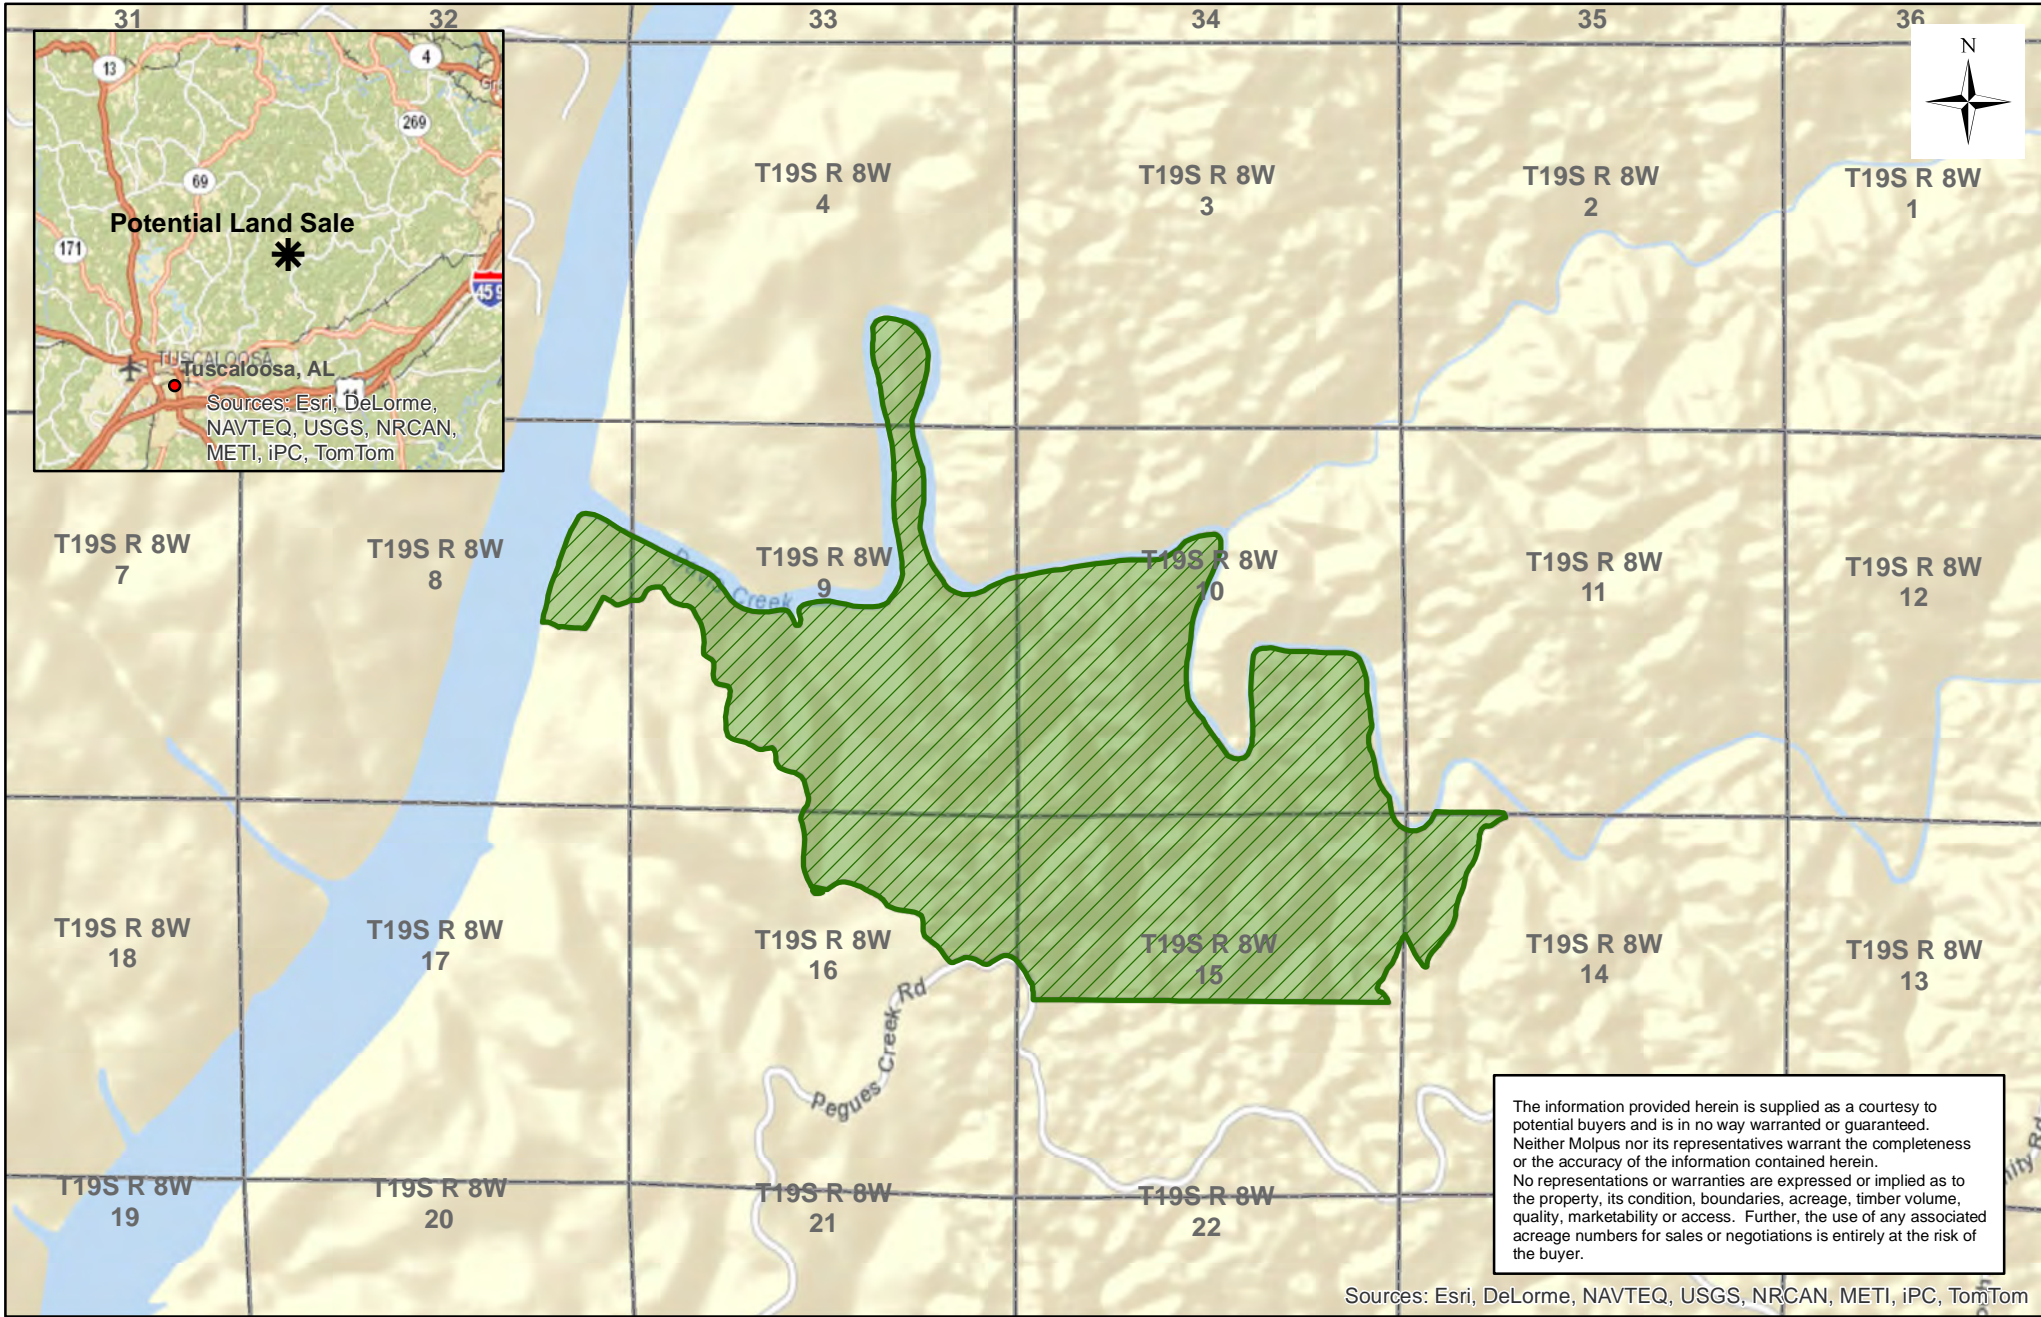 31
32
33
34
35
36
N
13
4
269
69
171
Potential Land Sale
459
TUSCALOOSA
Tuscaloosa, AL
11
Sources: Esri, DeLorme,
NAVTEQ, USGS, NRCAN,
METI, iPC, TomTom
T19S R 8W
4
T19S R 8W
3
T19S R 8W
2
T19S R 8W
1
T19S R 8W
7
T19S R 8W
8
T19S R 8W
9
T19S R 8W
10
T19S R 8W
11
T19S R 8W
12
Davis Creek
T19S R 8W
18
T19S R 8W
17
T19S R 8W
16
T19S R 8W
15
T19S R 8W
14
T19S R 8W
13
Pegues Creek Rd
T19S R 8W
19
T19S R 8W
20
T19S R 8W
21
T19S R 8W
22
The information provided herein is supplied as a courtesy to
potential buyers and is in no way warranted or guaranteed.
Neither Molpus nor its representatives warrant the completeness
or the accuracy of the information contained herein.
No representations or warranties are expressed or implied as to
the property, its condition, boundaries, acreage, timber volume,
quality, marketability or access. Further, the use of any associated
acreage numbers for sales or negotiations is entirely at the risk of
the buyer.
Sources: Esri, DeLorme, NAVTEQ, USGS, NRCAN, METI, iPC, TomTom